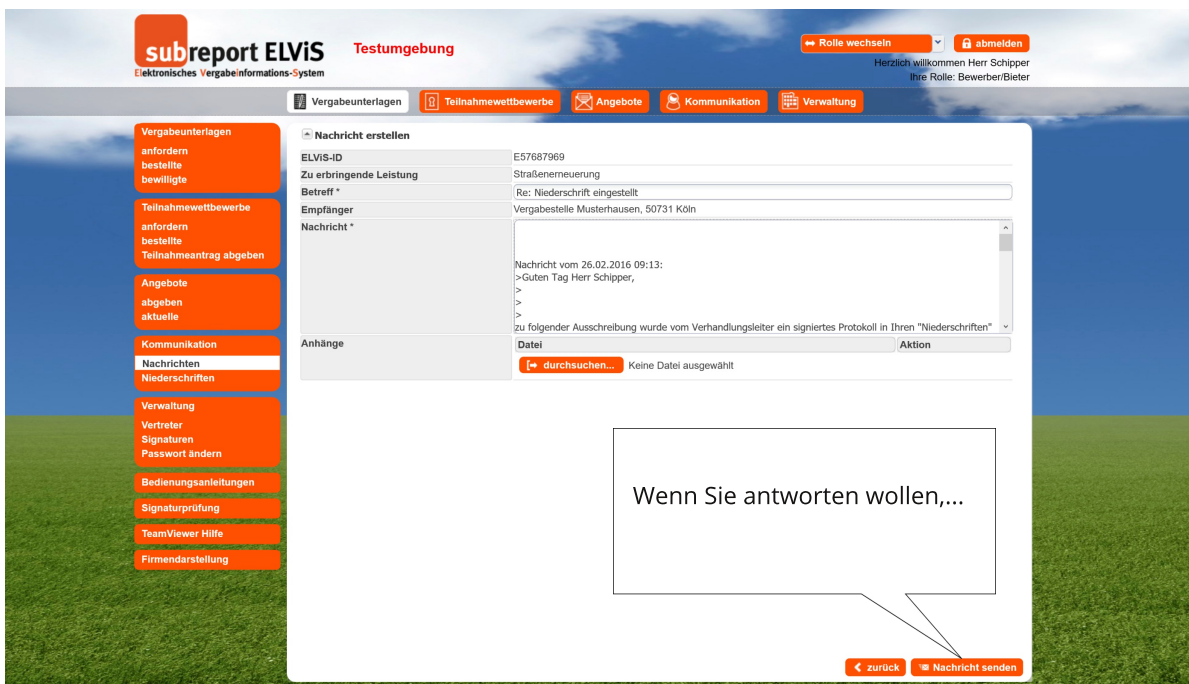 subreport ELViS
Elektronisches Vergabeinformations-System
Testumgebung
Rolle wechseln
abmelden
Herzlich willkommen Herr Schipper
Ihre Rolle: Bewerber/Bieter
Vergabeunterlagen
Teilnahmewettbewerbe
Angebote
Kommunikation
Verwaltung
Vergabeunterlagen
anfordern
bestellte
bewilligte
Teilnahmewettbewerbe
anfordern
bestellte
Teilnahmeantrag abgeben
Angebote
abgeben
aktuelle
Kommunikation
Nachrichten
Niederschriften
Verwaltung
Vertreter
Signaturen
Passwort ändern
Bedienungsanleitungen
Signaturprüfung
TeamViewer Hilfe
Firmendarstellung
Nachricht erstellen
ELViS-ID E57687969
Zu erbringende Leistung Straßenerneuerung
Betreff * Re: Niederschrift eingestellt
Empfänger Vergabestelle Musterhausen, 50731 Köln
Nachricht *
Nachricht vom 26.02.2016 09:13:
>Guten Tag Herr Schipper,
>
>
>
zu folgender Ausschreibung wurde vom Verhandlungsleiter ein signiertes Protokoll in Ihren "Niederschriften"
Anhänge Datei Aktion
durchsuchen... Keine Datei ausgewählt
Wenn Sie antworten wollen,...
zurück Nachricht senden